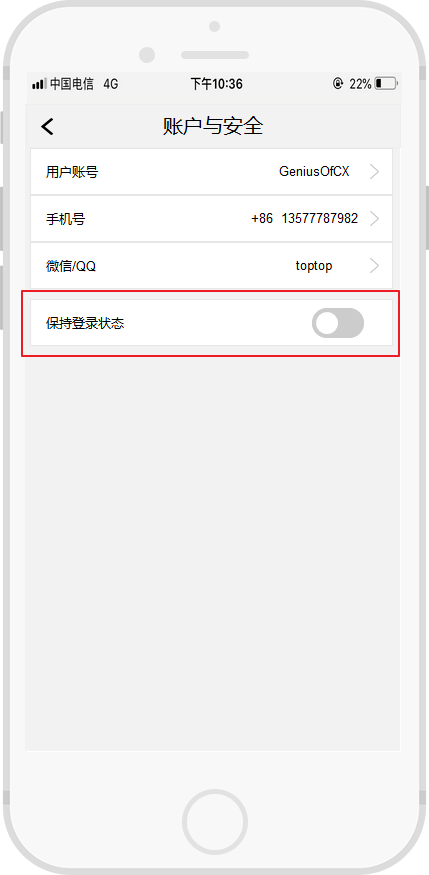 中国电信 4G 下午10:36 22%
账户与安全
用户账号 GeniusOfCX
手机号 +86 13577787982
微信/QQ toptop
保持登录状态